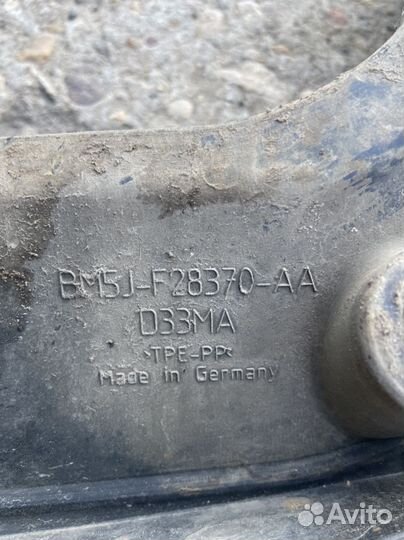 BM5J-F28370-AA
D33MA
>TPE-PP<
Made in Germany
Avito